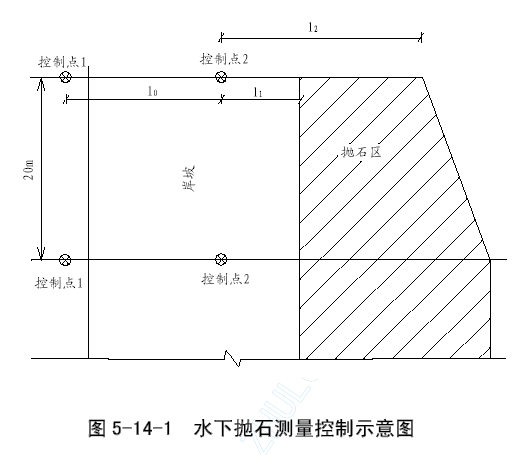 l2
控制点1
控制点2
l0
l1
抛石区
20m
岸坡
控制点1
控制点2
图 5-14-1 水下抛石测量控制示意图